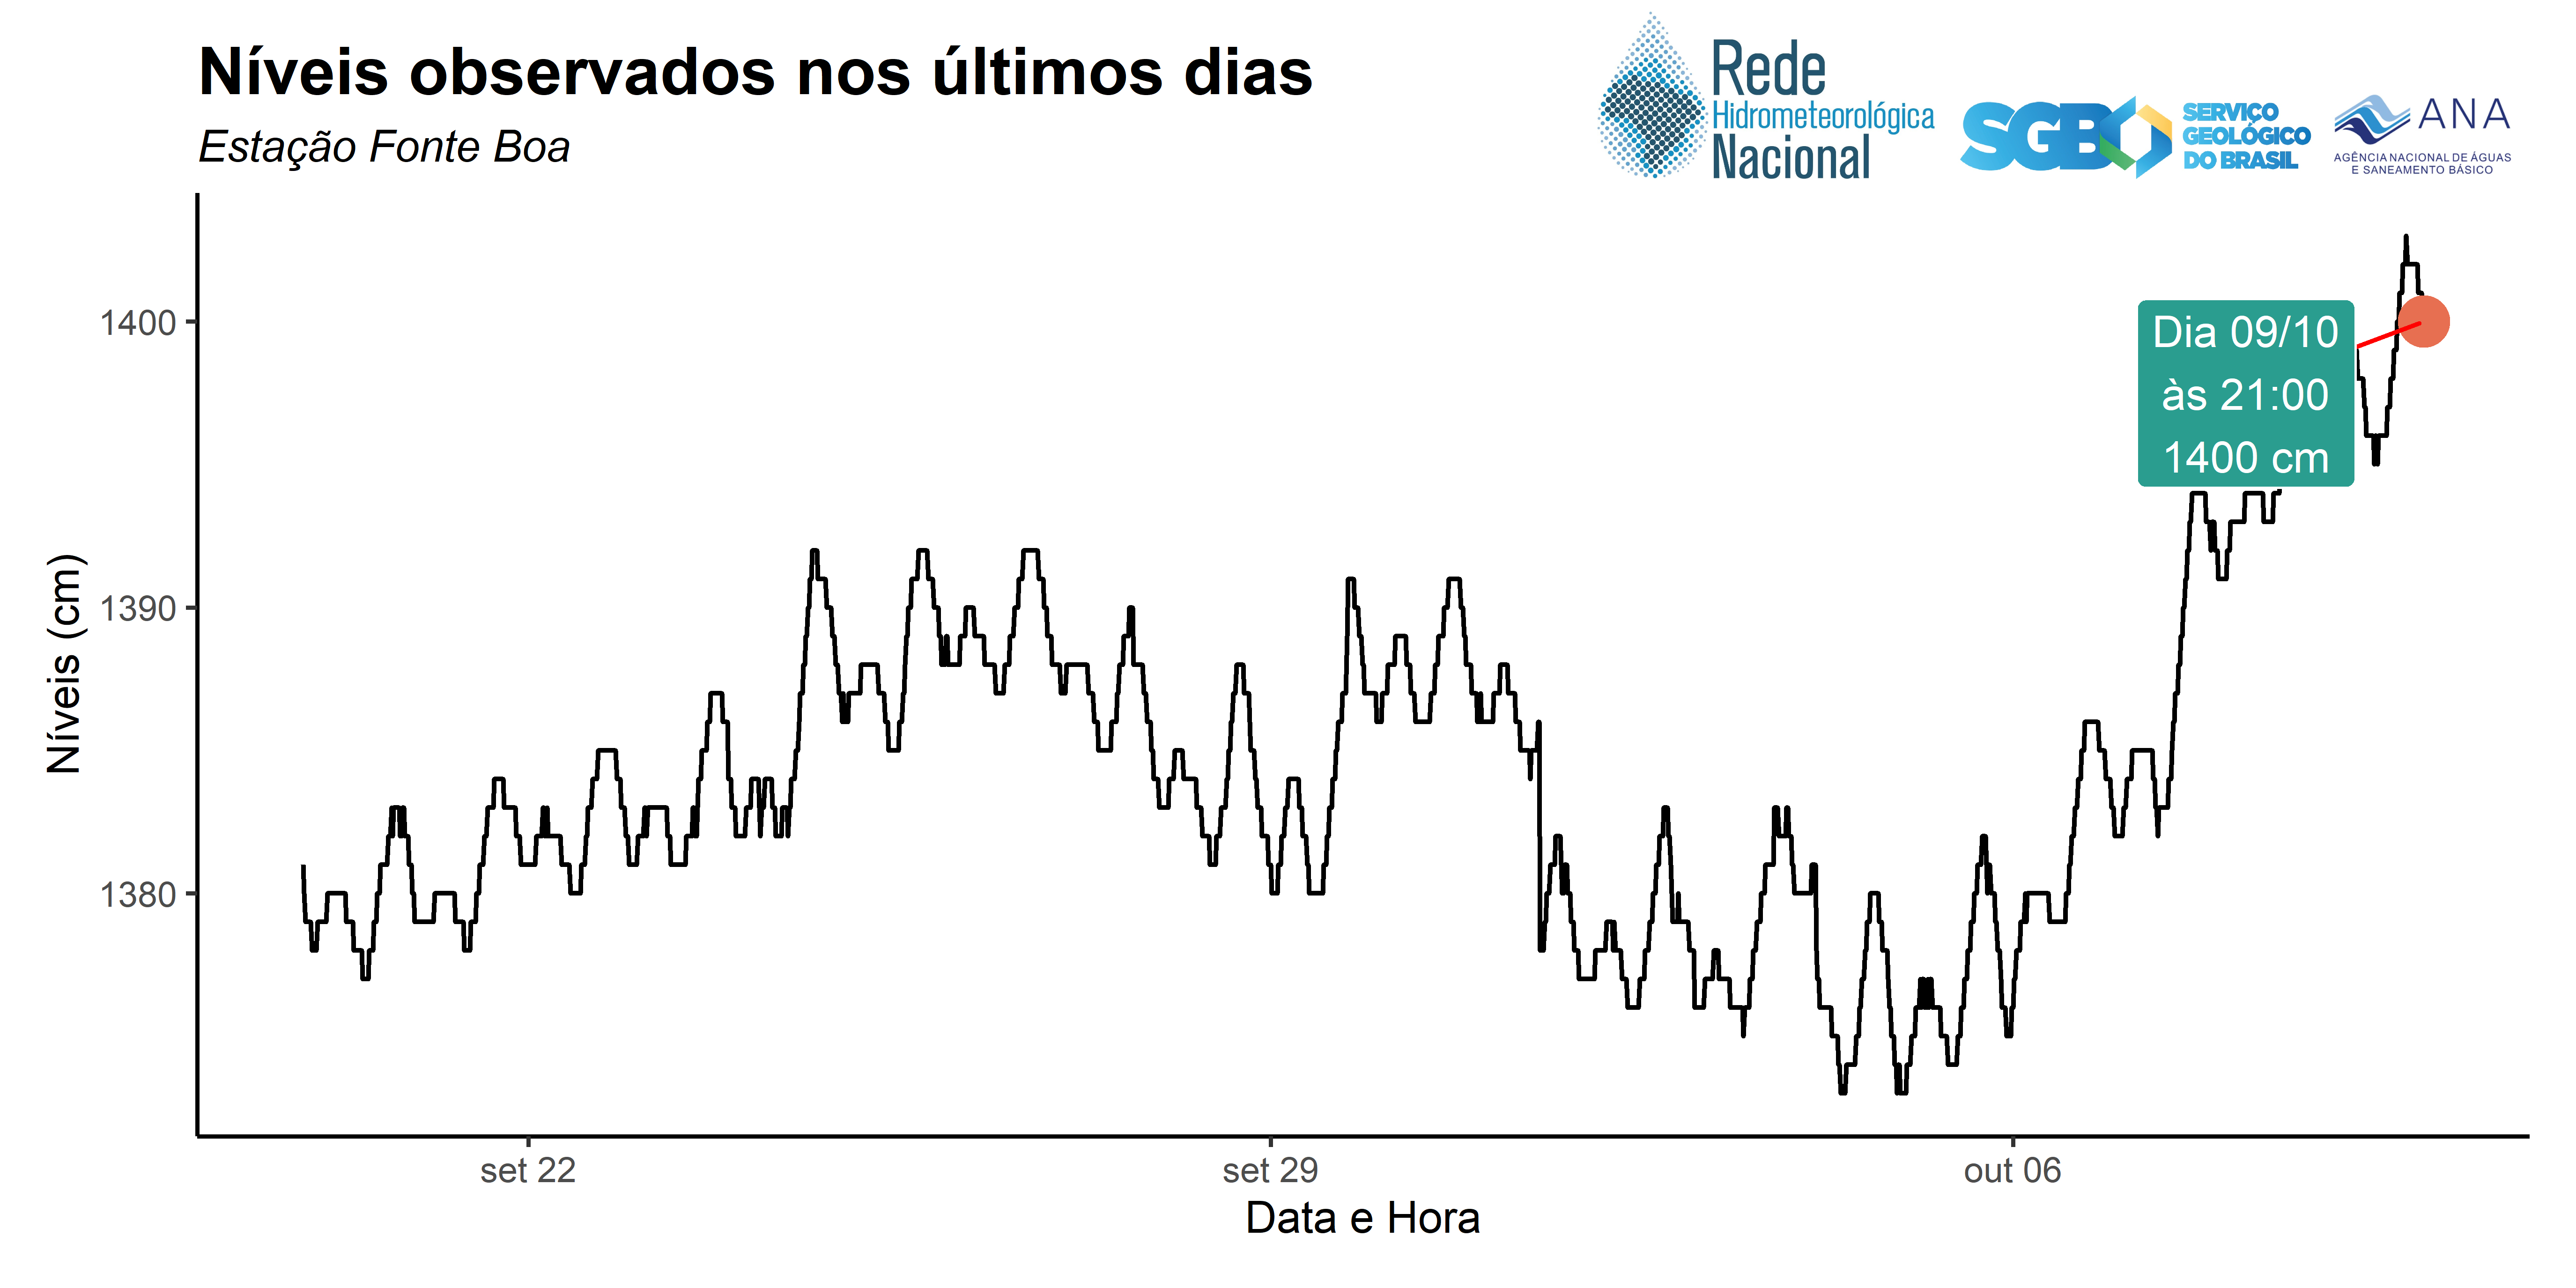 Níveis observados nos últimos dias
Estação Fonte Boa
Rede
Hidrometeorológica
Nacional
SGB
SERVIÇO
GEOLÓGICO
DO BRASIL
ANA
AGÊNCIA NACIONAL DE ÁGUAS
E SANEAMENTO BÁSICO
Níveis (cm)
1400
1390
1380
Dia 09/10
às 21:00
1400 cm
set 22
set 29
out 06
Data e Hora